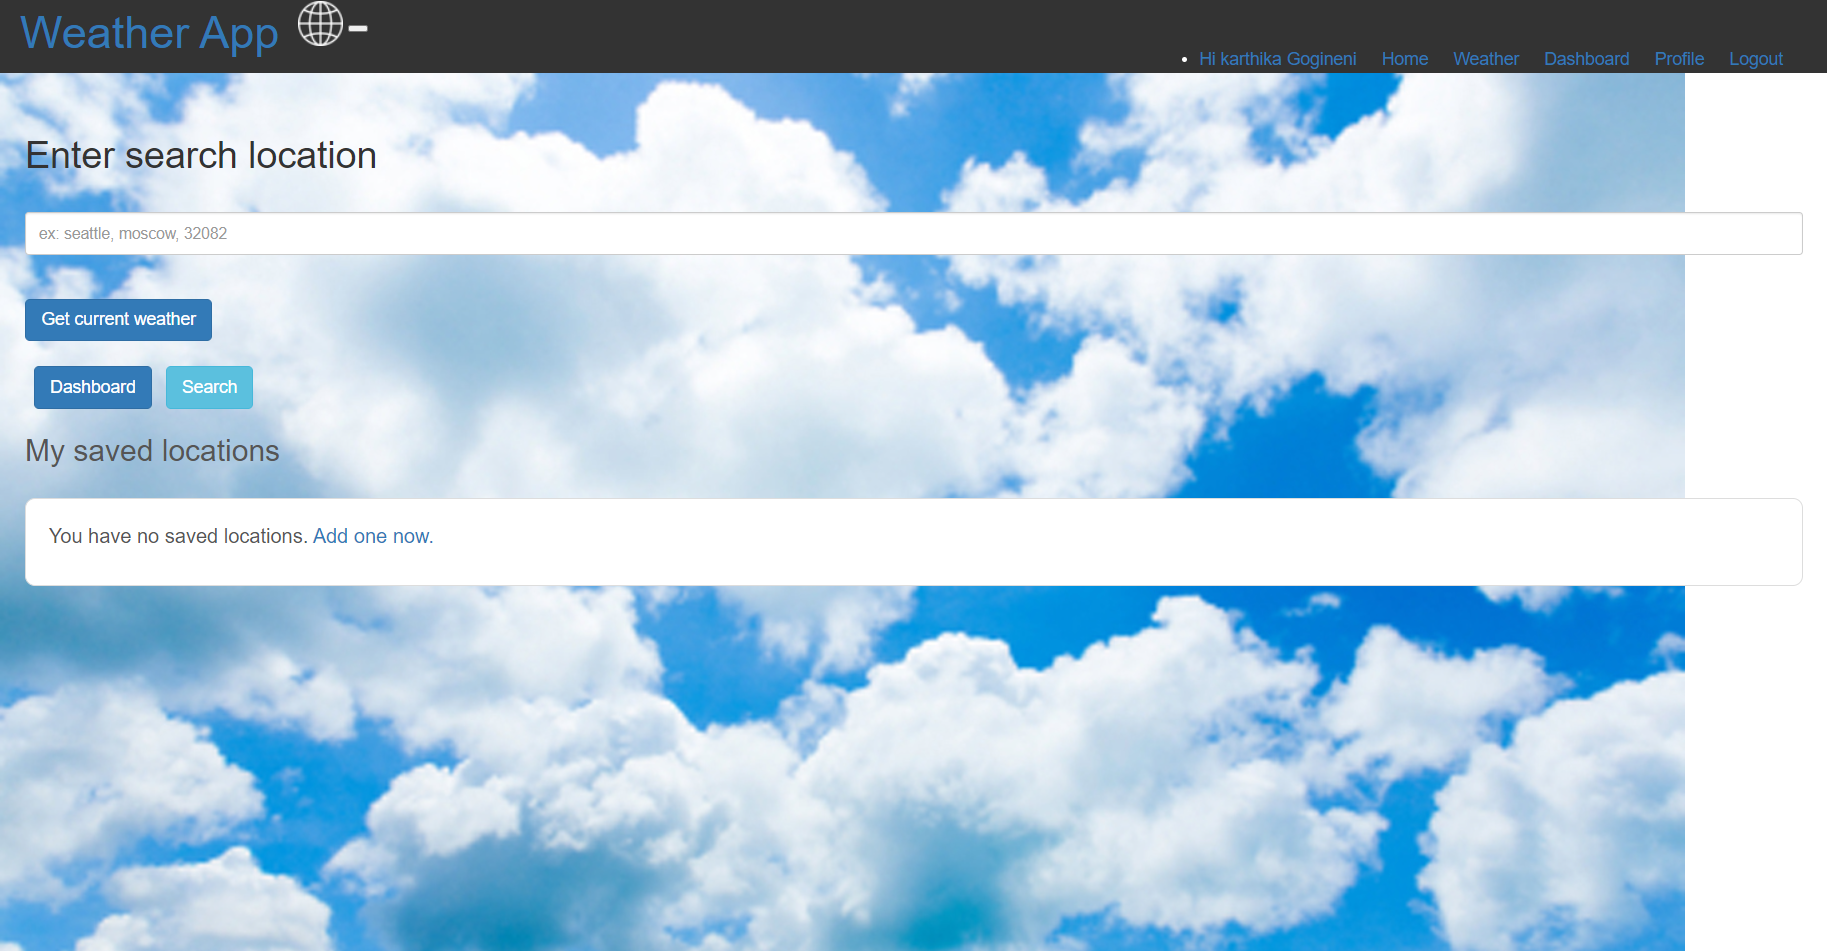 Weather App
Hi karthika Gogineni Home Weather Dashboard Profile Logout
Enter search location
ex: seattle, moscow, 32082
Get current weather
Dashboard Search
My saved locations
You have no saved locations. Add one now.